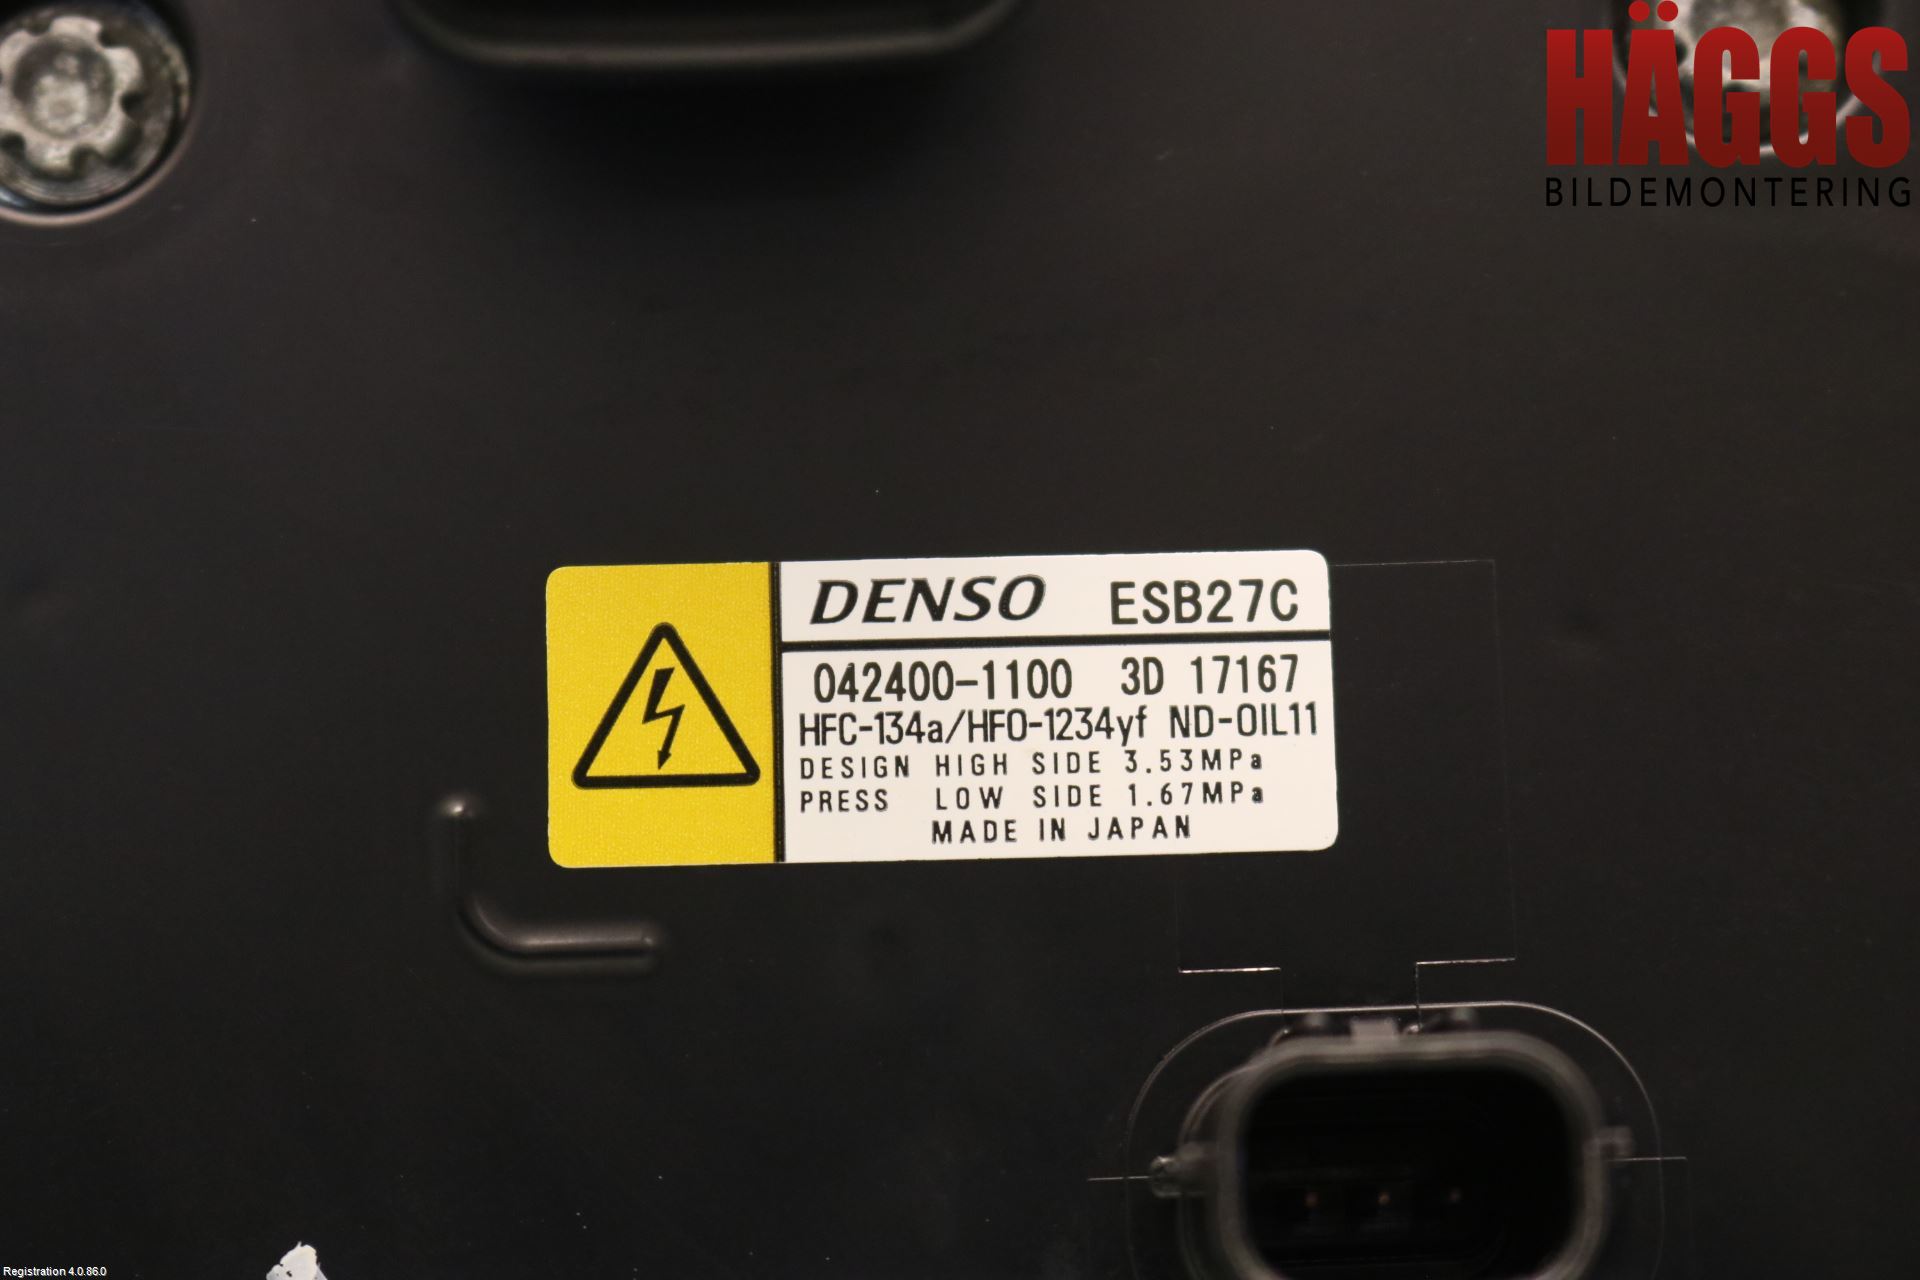 HÄGGS
BILDEMONTERING
DENSO ESB27C
042400-1100 3D 17167
HFC-134a/HFO-1234yf ND-OIL11
DESIGN HIGH SIDE 3.53MPa
PRESS LOW SIDE 1.67MPa
MADE IN JAPAN
Registration 4.0.86.0